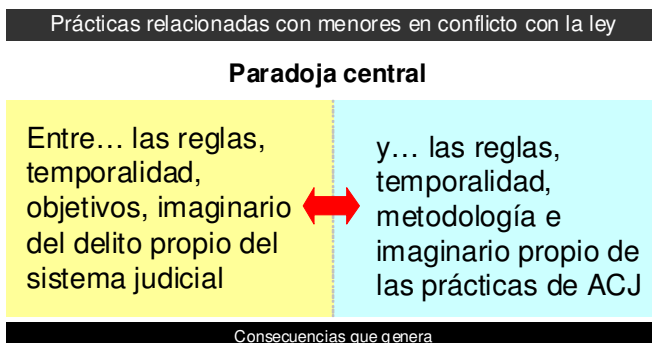 Prácticas relacionadas con menores en conflicto con la ley
Paradoja central
Entre… las reglas,
temporalidad,
objetivos, imaginario
del delito propio del
sistema judicial
y… las reglas,
temporalidad,
metodología e
imaginario propio de
las prácticas de ACJ
Consecuencias que genera